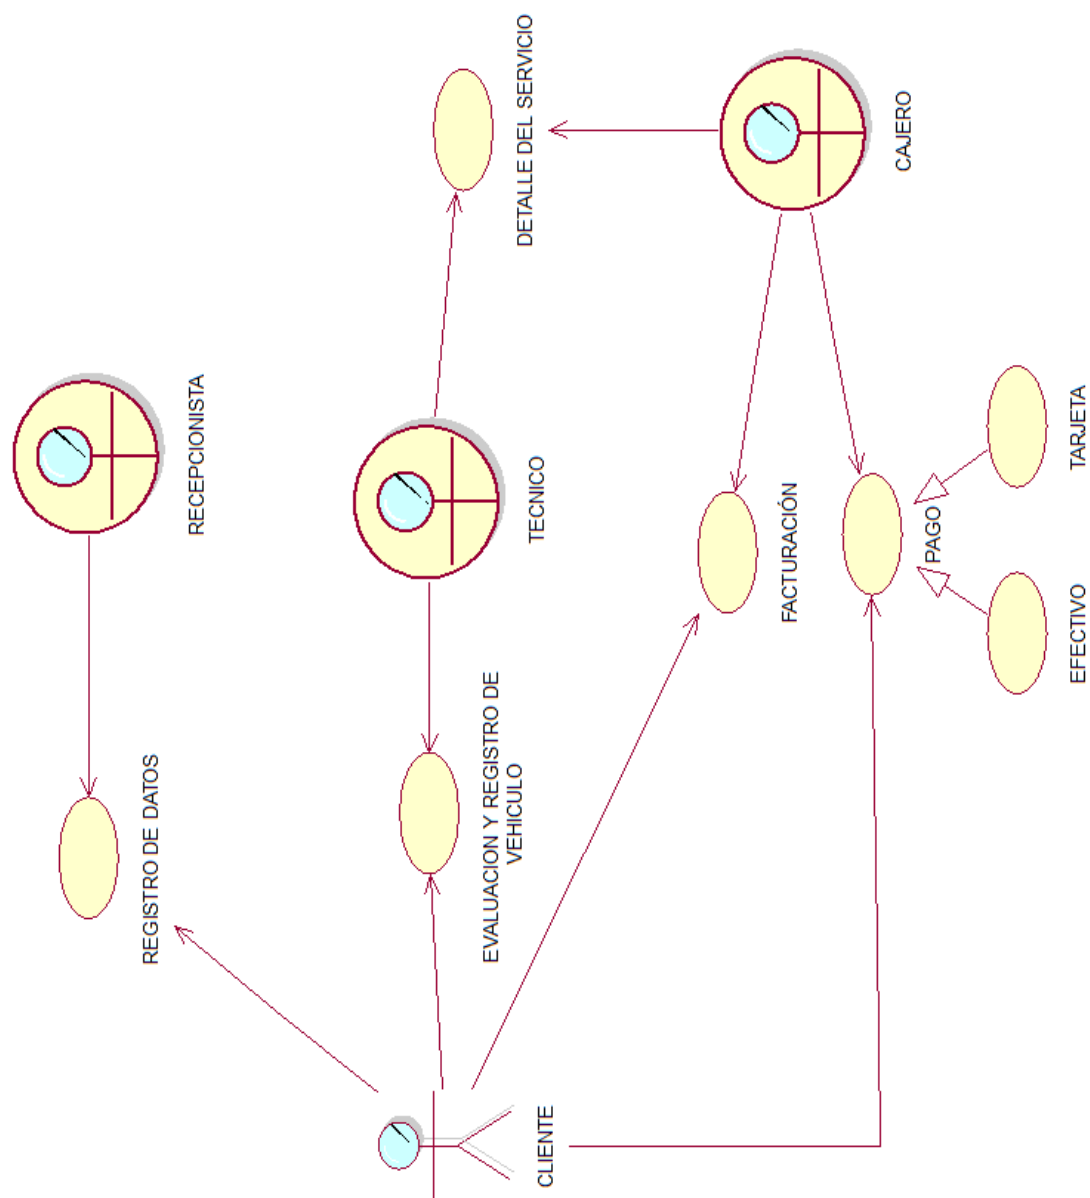 RECEPCIONISTA
REGISTRO DE DATOS
DETALLE DEL SERVICIO
TECNICO
EVALUACION Y REGISTRO DE
VEHICULO
CLIENTE
CAJERO
FACTURACIÓN
PAGO
TARJETA
EFECTIVO